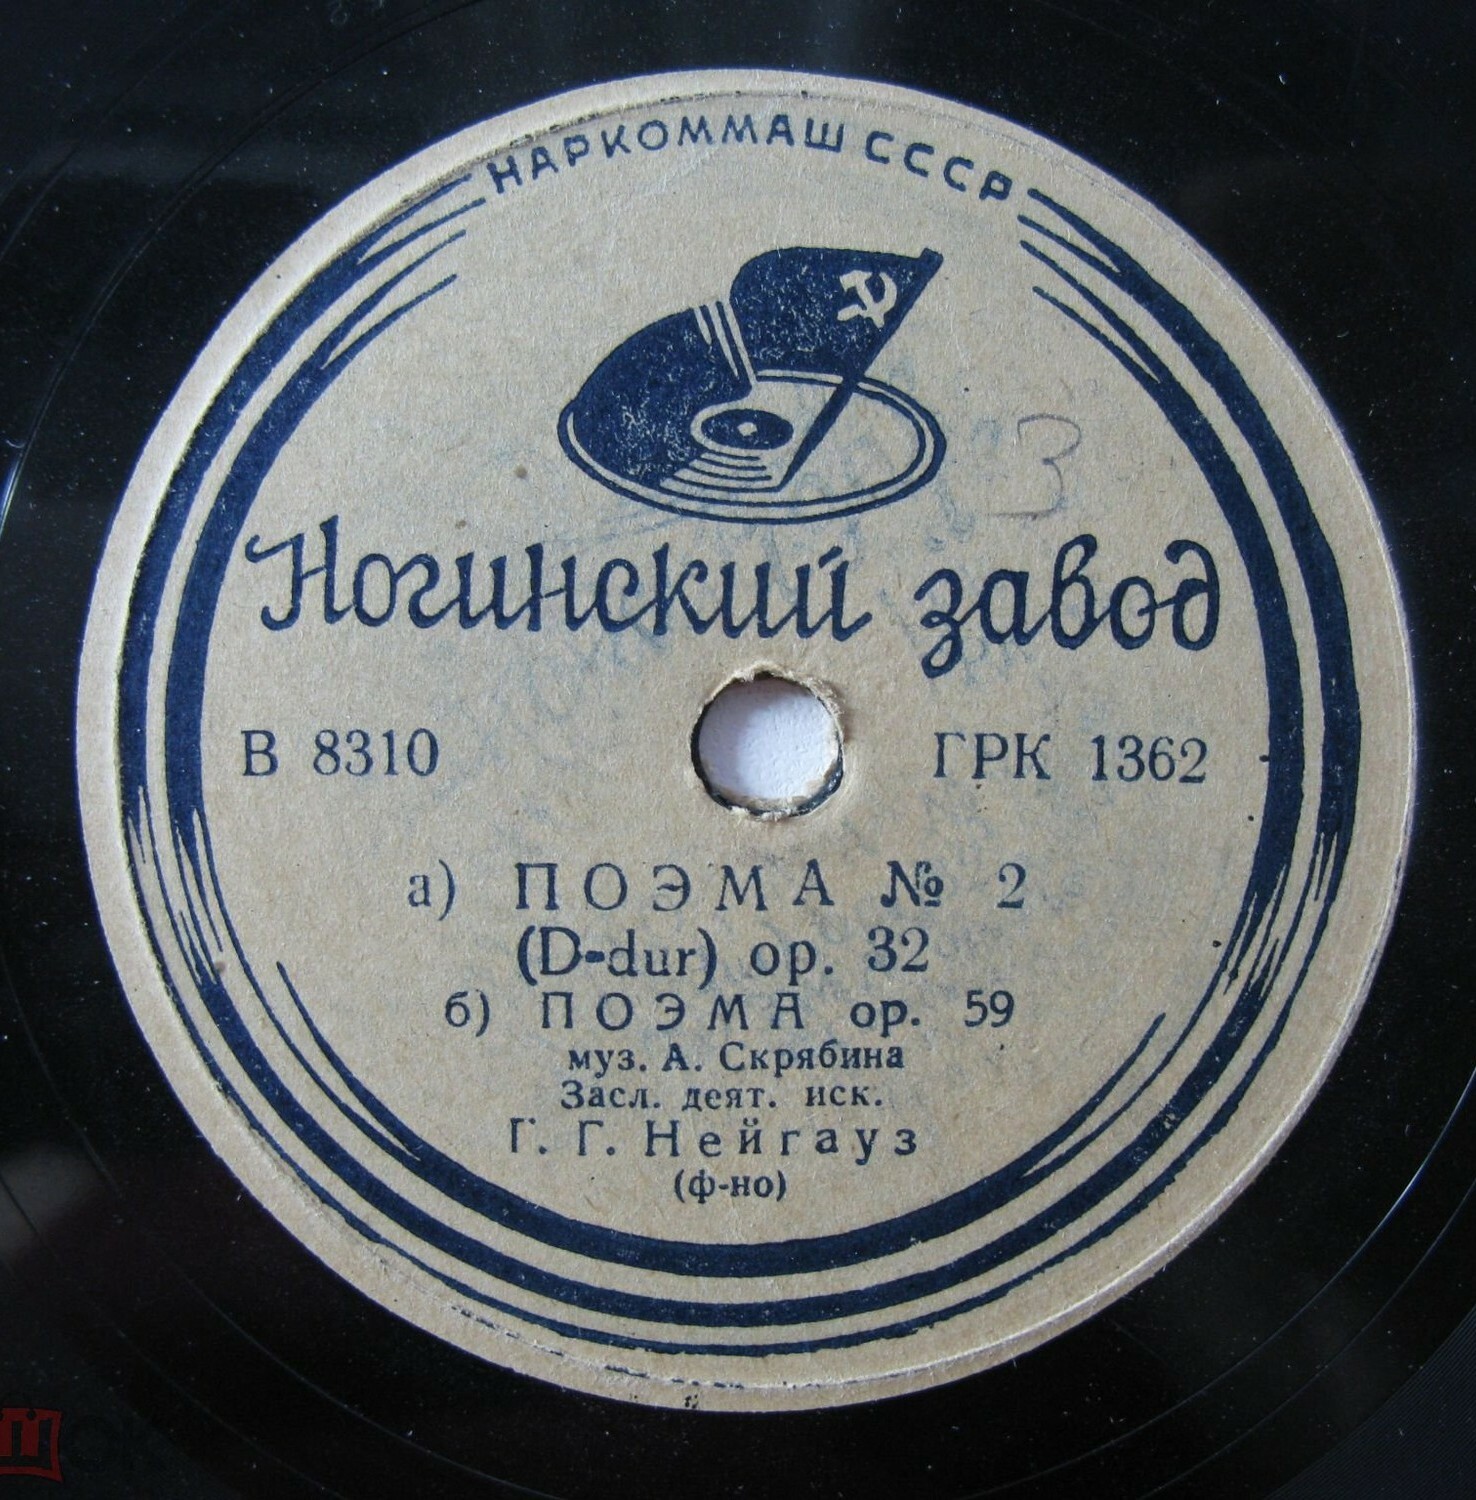 НАРКОММАШ СССР
3
Ногинский завод
В 8310 ГРК 1362
а) ПОЭМА № 2
(D-dur) op. 32
б) ПОЭМА op. 59
муз. А. Скрябина
Засл. деят. иск.
Г. Г. Нейгауз
(ф-но)